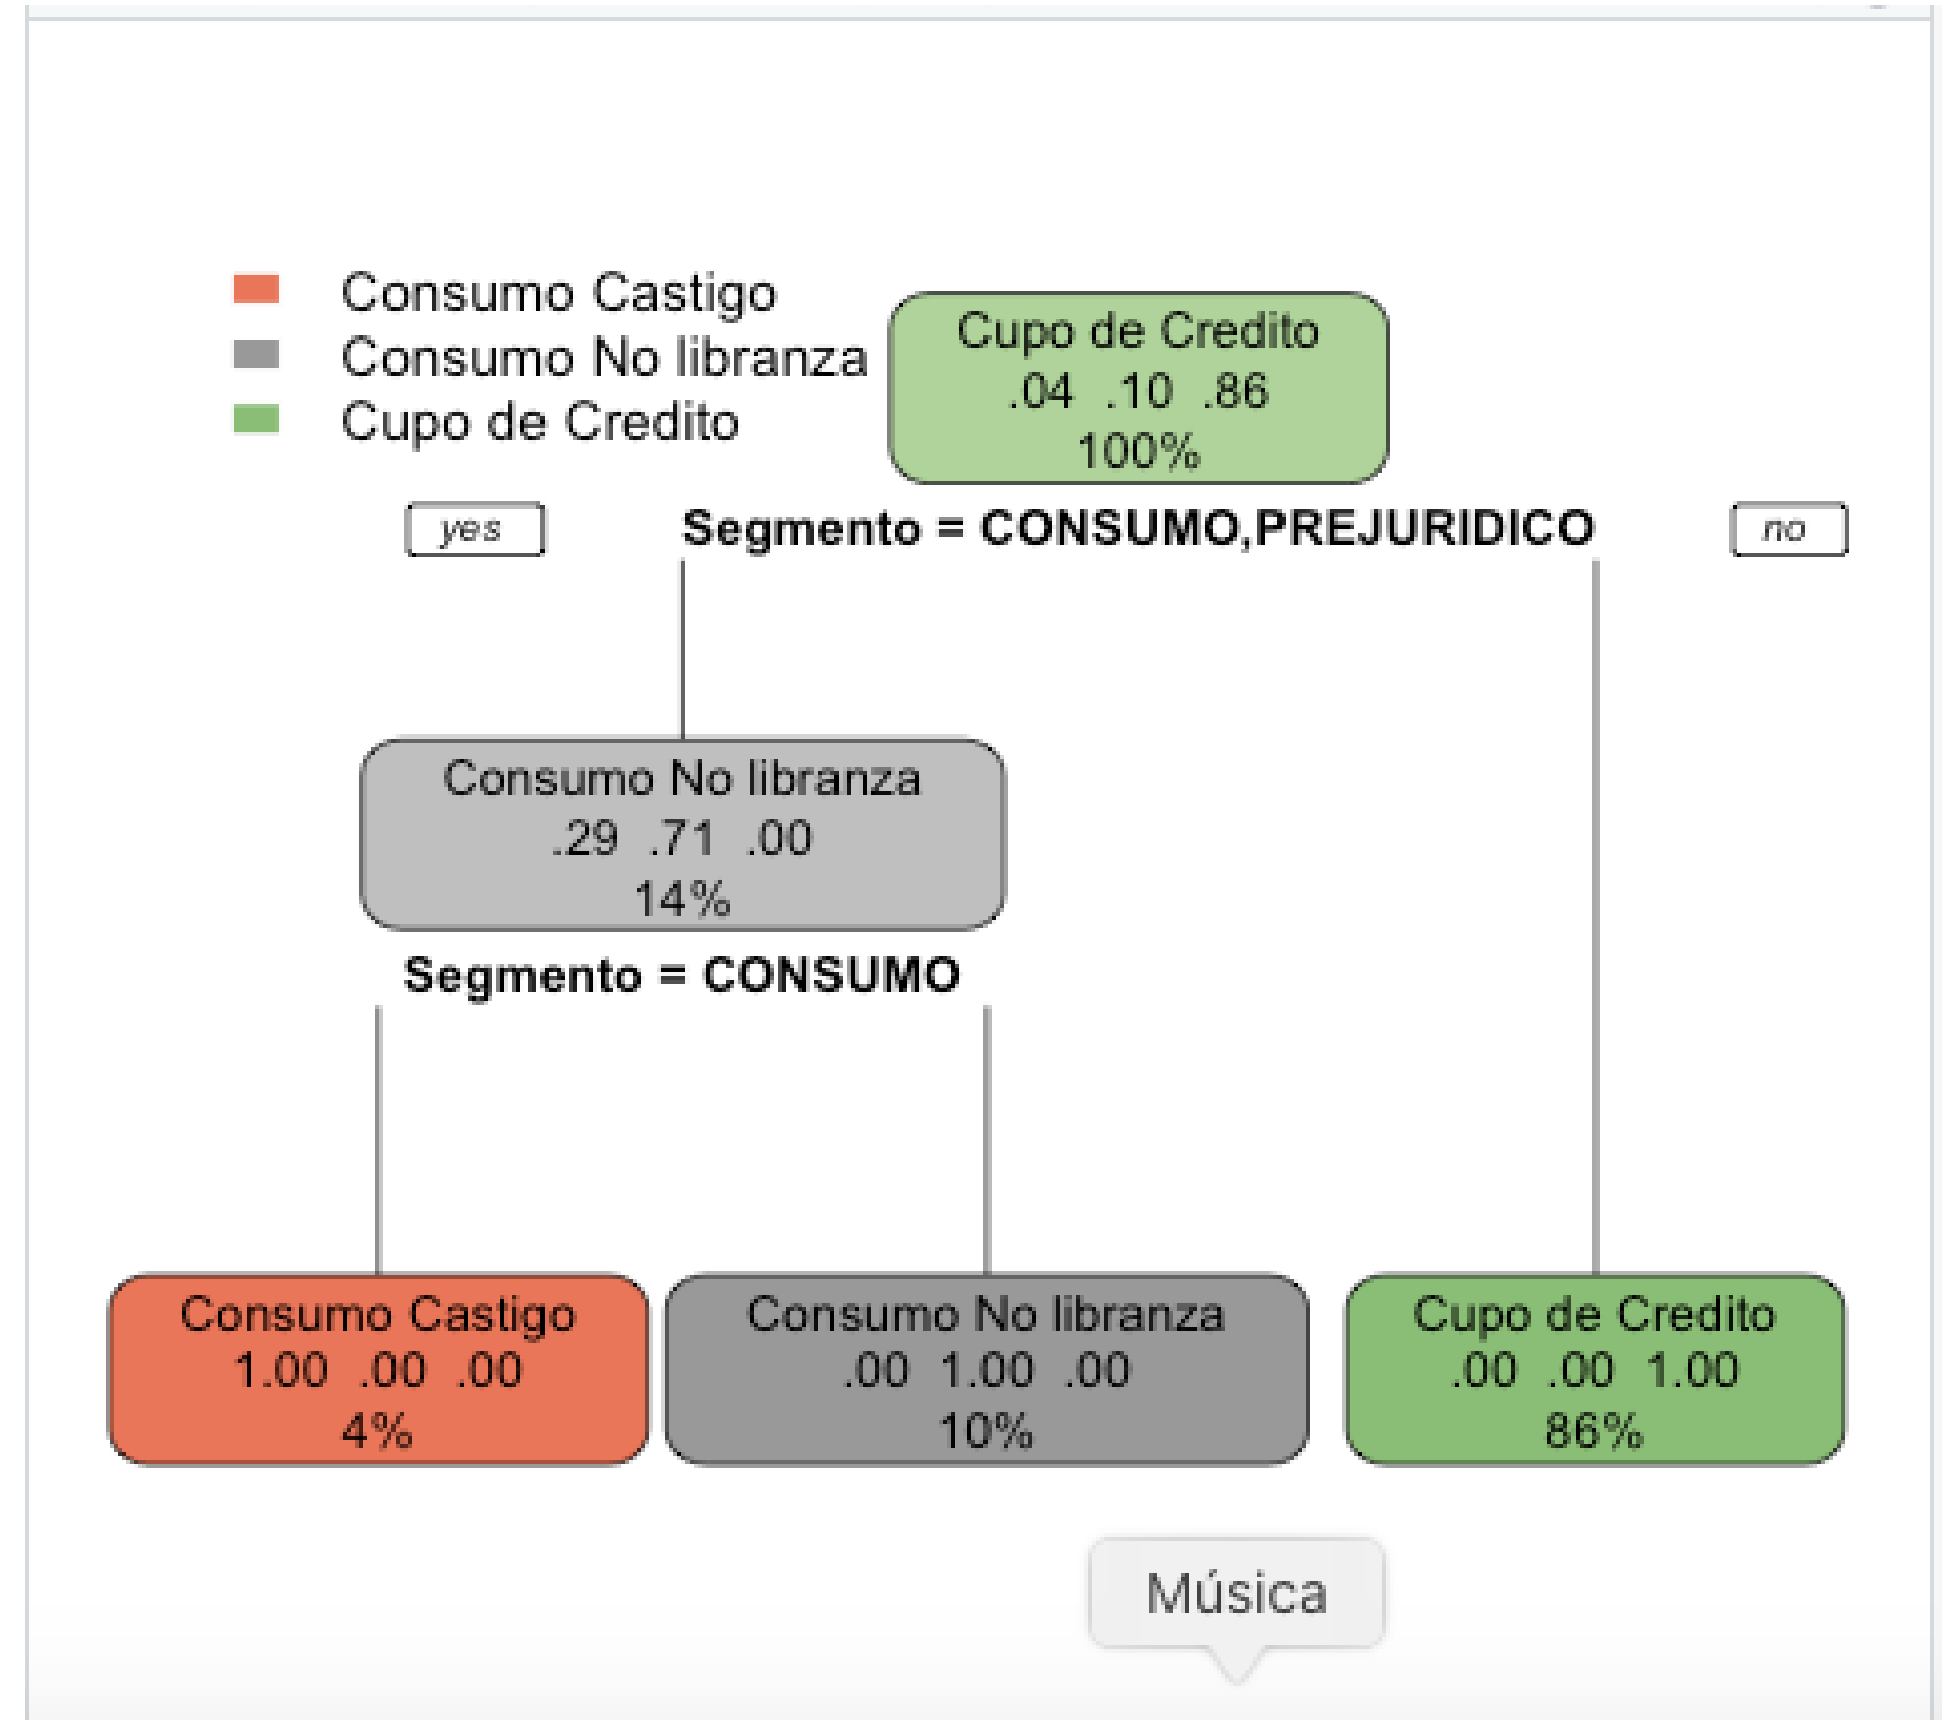 Consumo Castigo
Consumo No libranza
Cupo de Credito
Cupo de Credito
.04 .10 .86
100%
yes
Segmento = CONSUMO,PREJURIDICO
no
Consumo No libranza
.29 .71 .00
14%
Segmento = CONSUMO
Consumo Castigo
1.00 .00 .00
4%
Consumo No libranza
.00 1.00 .00
10%
Cupo de Credito
.00 .00 1.00
86%
Música